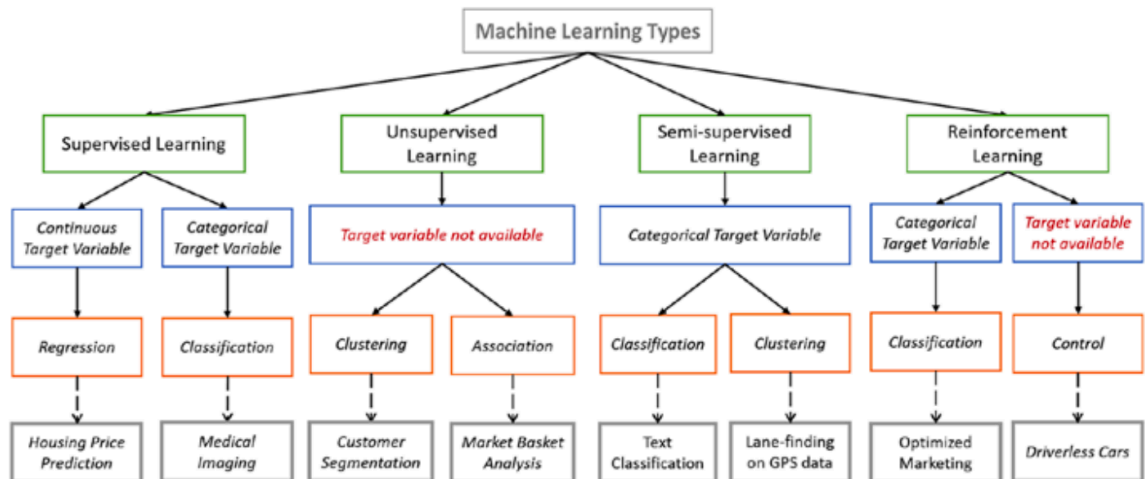 Machine Learning Types
Supervised Learning
Unsupervised
Learning
Semi-supervised
Learning
Reinforcement
Learning
Continuous
Target Variable
Categorical
Target Variable
Target variable not available
Categorical Target Variable
Categorical
Target Variable
Target variable
not available
Regression
Classification
Clustering
Association
Classification
Clustering
Classification
Control
Housing Price
Prediction
Medical
Imaging
Customer
Segmentation
Market Basket
Analysis
Text
Classification
Lane-finding
on GPS data
Optimized
Marketing
Driverless Cars